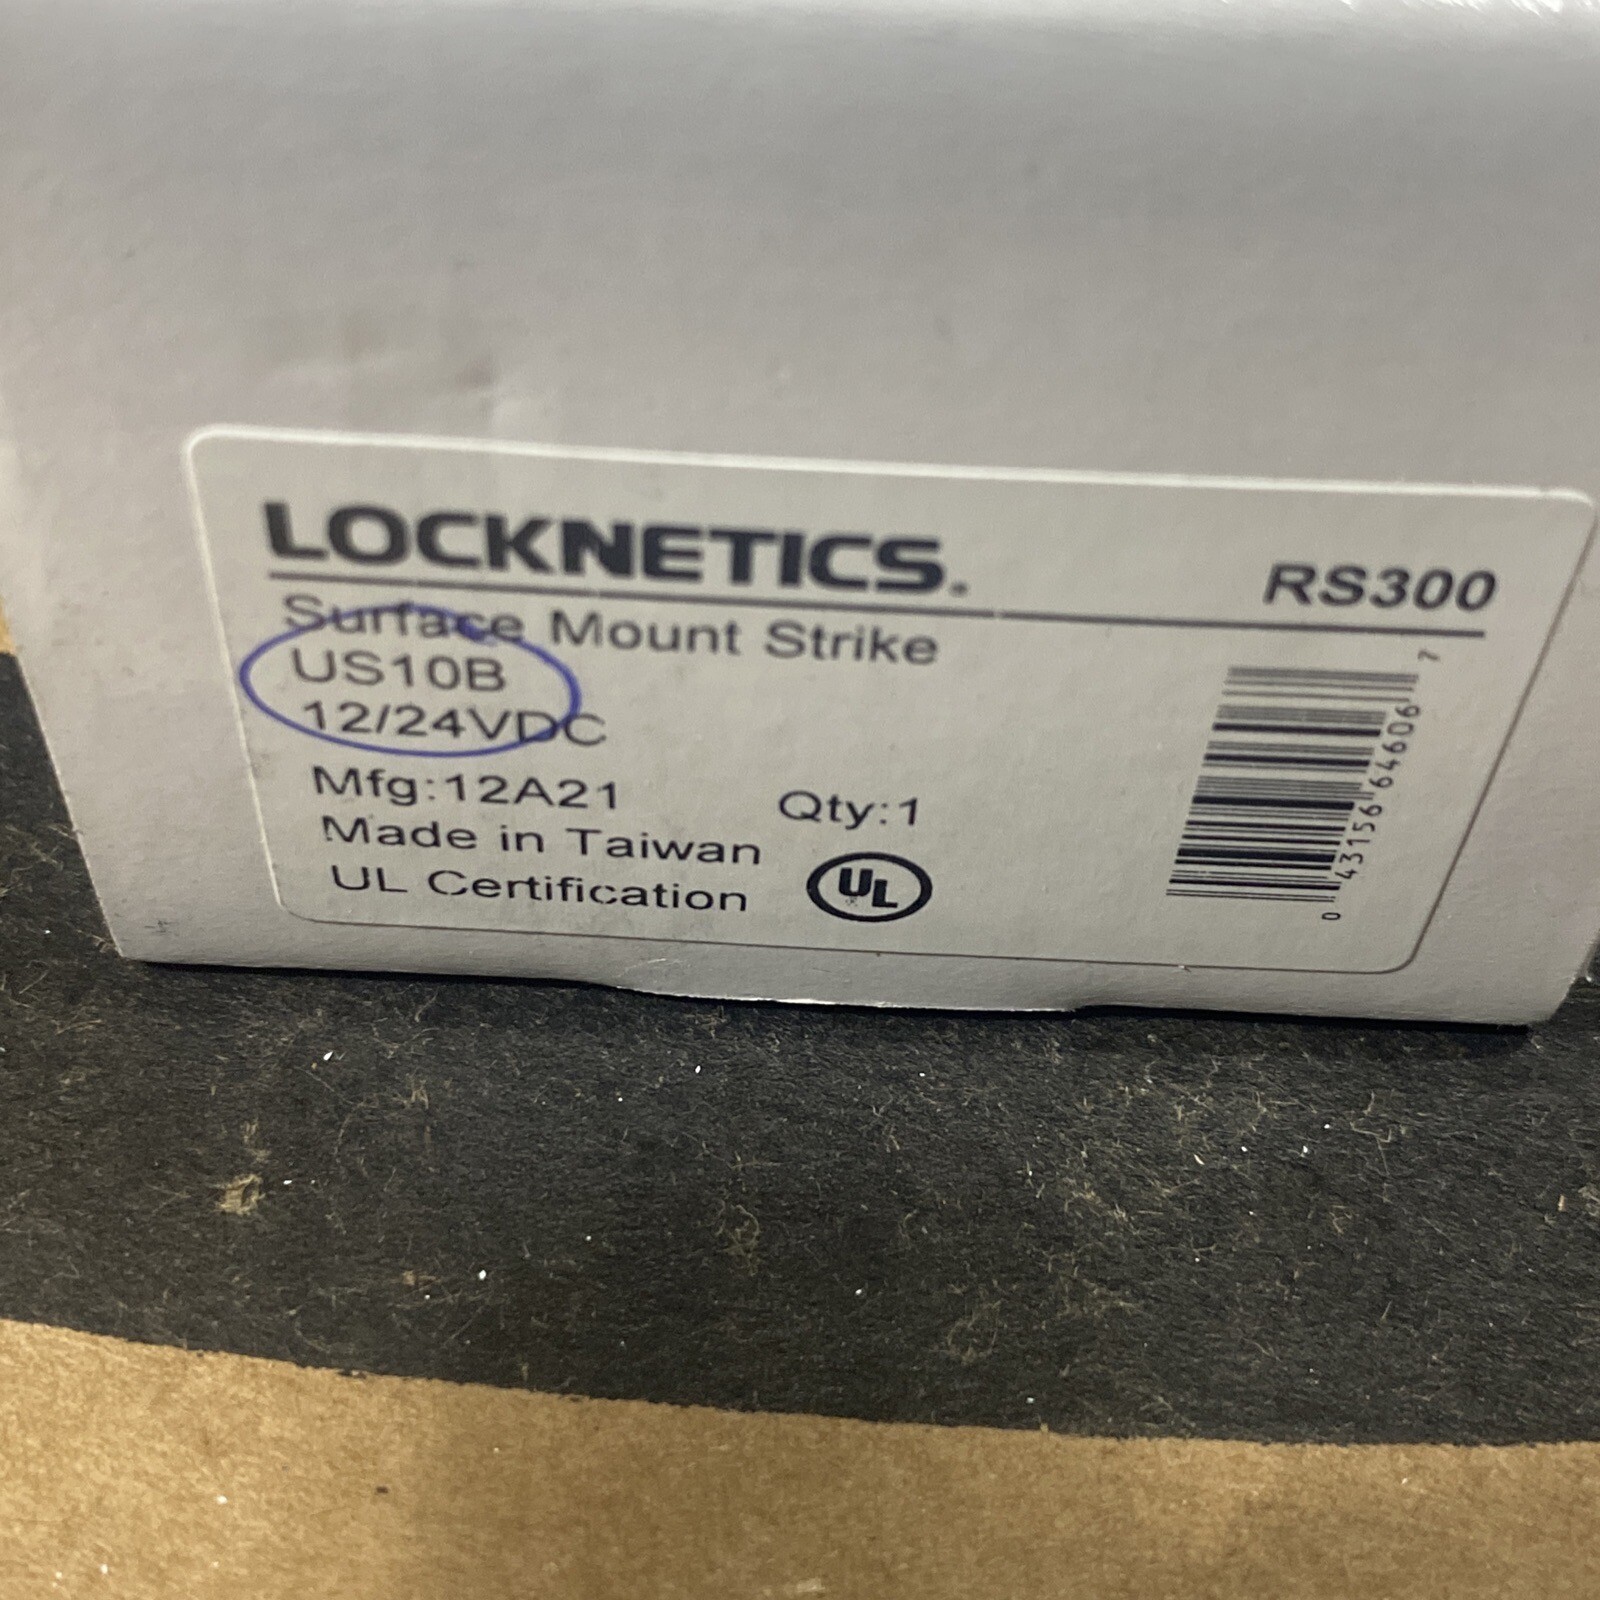 LOCKNETICS.
RS300
Surface Mount Strike
US10B
12/24VDC
Mfg:12A21
Qty:1
Made in Taiwan
UL Certification
UL
0 43156 64606 7